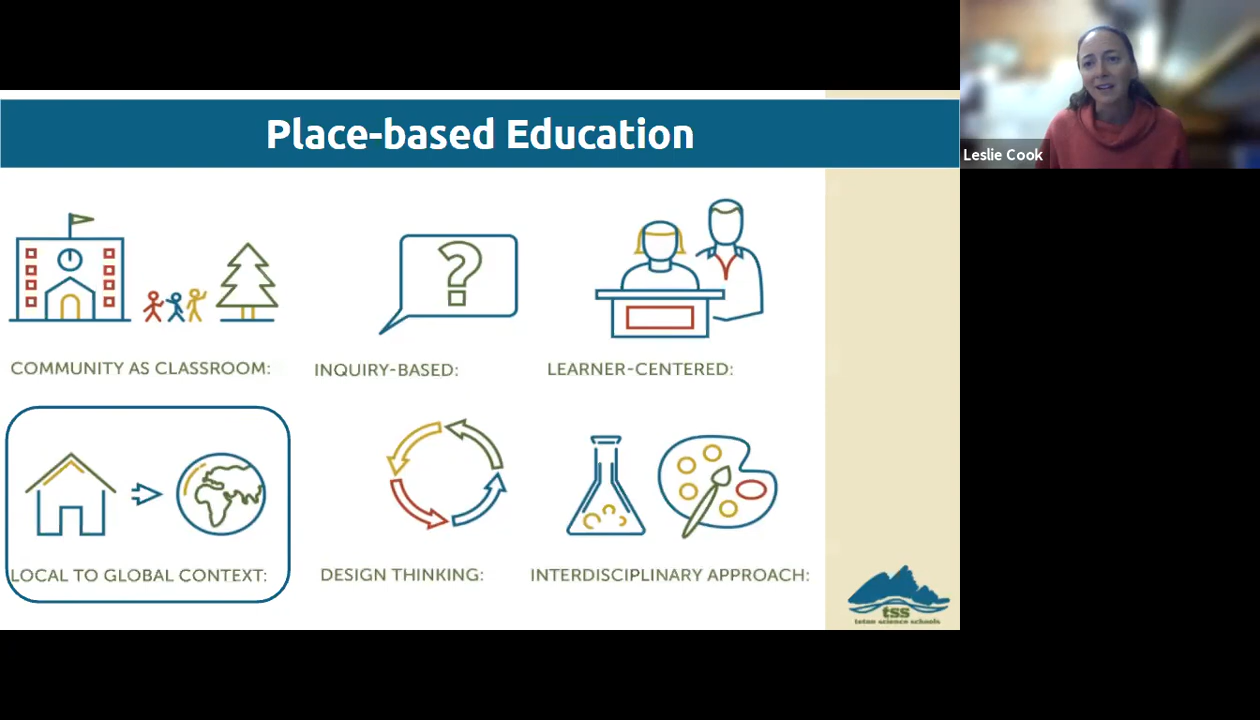 Place-based Education
Leslie Cook
?
COMMUNITY AS CLASSROOM:
INQUIRY-BASED:
LEARNER-CENTERED:
LOCAL TO GLOBAL CONTEXT:
DESIGN THINKING:
INTERDISCIPLINARY APPROACH:
tss
teton science schools